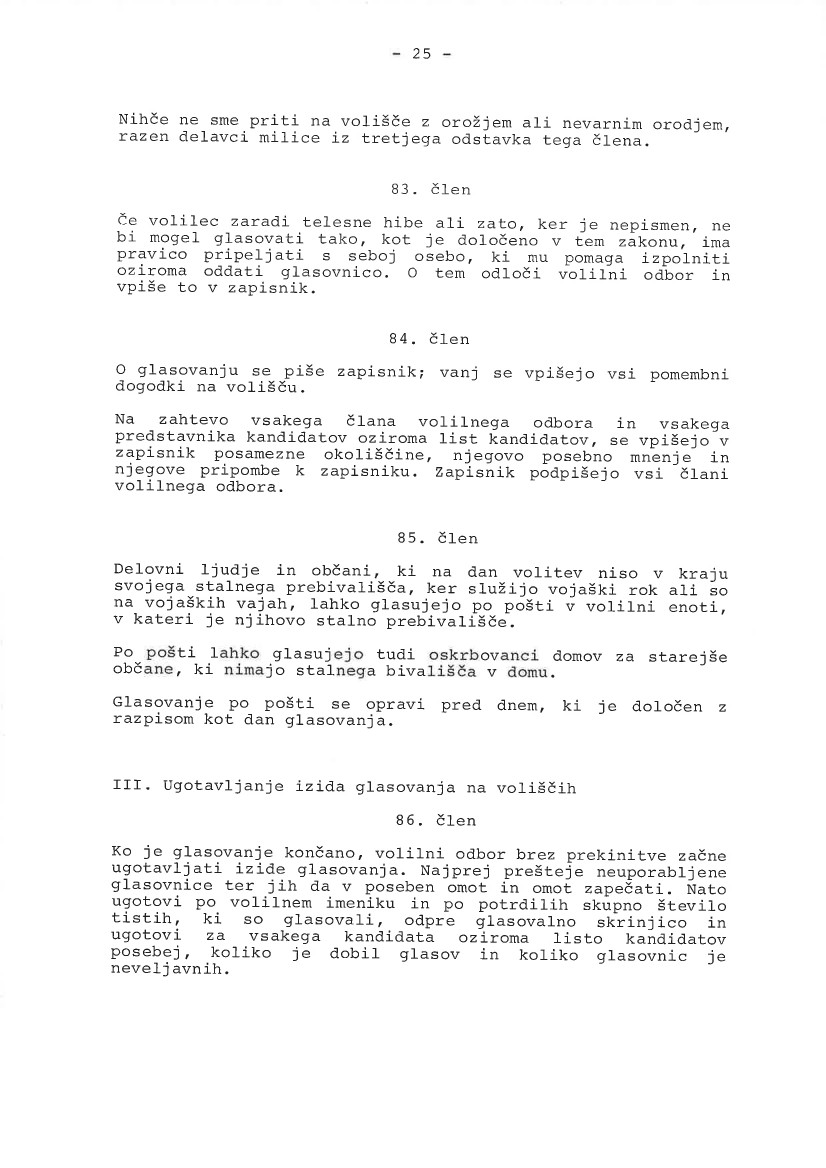 - 25 -
Nihče ne sme priti na volišče z orožjem ali nevarnim orodjem,
razen delavci milice iz tretjega odstavka tega člena.
83. člen
Če volilec zaradi telesne hibe ali zato, ker je nepismen, ne
bi mogel glasovati tako, kot je določeno v tem zakonu, ima
pravico pripeljati s seboj osebo, ki mu pomaga izpolniti
oziroma oddati glasovnico. O tem odloči volilni odbor in
vpiše to v zapisnik.
84. člen
O glasovanju se piše zapisnik; vanj se vpišejo vsi pomembni
dogodki na volišču.
Na zahtevo vsakega člana volilnega odbora in vsakega
predstavnika kandidatov oziroma list kandidatov, se vpišejo v
zapisnik posamezne okoliščine, njegovo posebno mnenje in
njegove pripombe k zapisniku. Zapisnik podpišejo vsi člani
volilnega odbora.
85. člen
Delovni ljudje in občani, ki na dan volitev niso v kraju
svojega stalnega prebivališča, ker služijo vojaški rok ali so
na vojaških vajah, lahko glasujejo po pošti v volilni enoti,
v kateri je njihovo stalno prebivališče.
Po pošti lahko glasujejo tudi oskrbovanci domov za starejše
občane, ki nimajo stalnega bivališča v domu.
Glasovanje po pošti se opravi pred dnem, ki je določen z
razpisom kot dan glasovanja.
III. Ugotavljanje izida glasovanja na voliščih
86. člen
Ko je glasovanje končano, volilni odbor brez prekinitve začne
ugotavljati izide glasovanja. Najprej prešteje neuporabljene
glasovnice ter jih da v poseben omot in omot zapečati. Nato
ugotovi po volilnem imeniku in po potrdilih skupno število
tistih, ki so glasovali, odpre glasovalno skrinjico in
ugotovi za vsakega kandidata oziroma listo kandidatov
posebej, koliko je dobil glasov in koliko glasovnic je
neveljavnih.